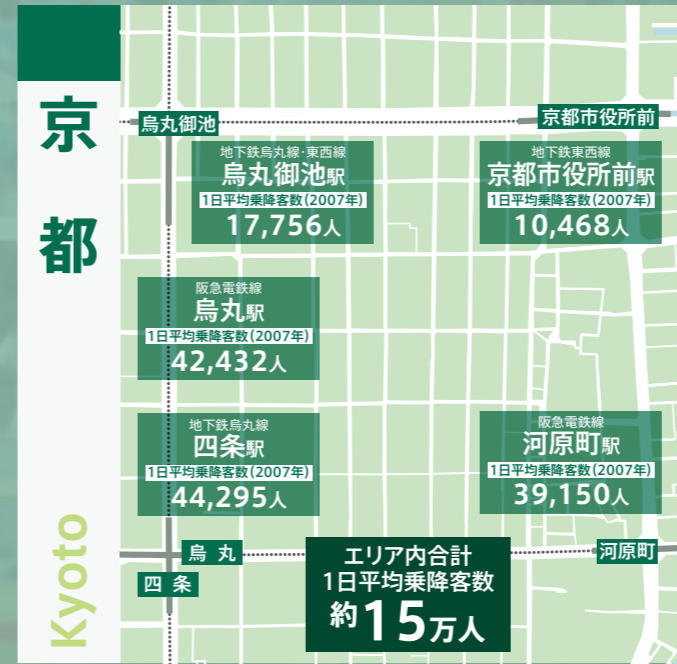 京都
Kyoto
烏丸御池
京都市役所前
地下鉄烏丸線・東西線
烏丸御池駅
1日平均乗降客数(2007年)
17,756人
地下鉄東西線
京都市役所前駅
1日平均乗降客数(2007年)
10,468人
阪急電鉄線
烏丸駅
1日平均乗降客数(2007年)
42,432人
地下鉄烏丸線
四条駅
1日平均乗降客数(2007年)
44,295人
阪急電鉄線
河原町駅
1日平均乗降客数(2007年)
39,150人
烏丸
四条
エリア内合計
1日平均乗降客数
約15万人
河原町